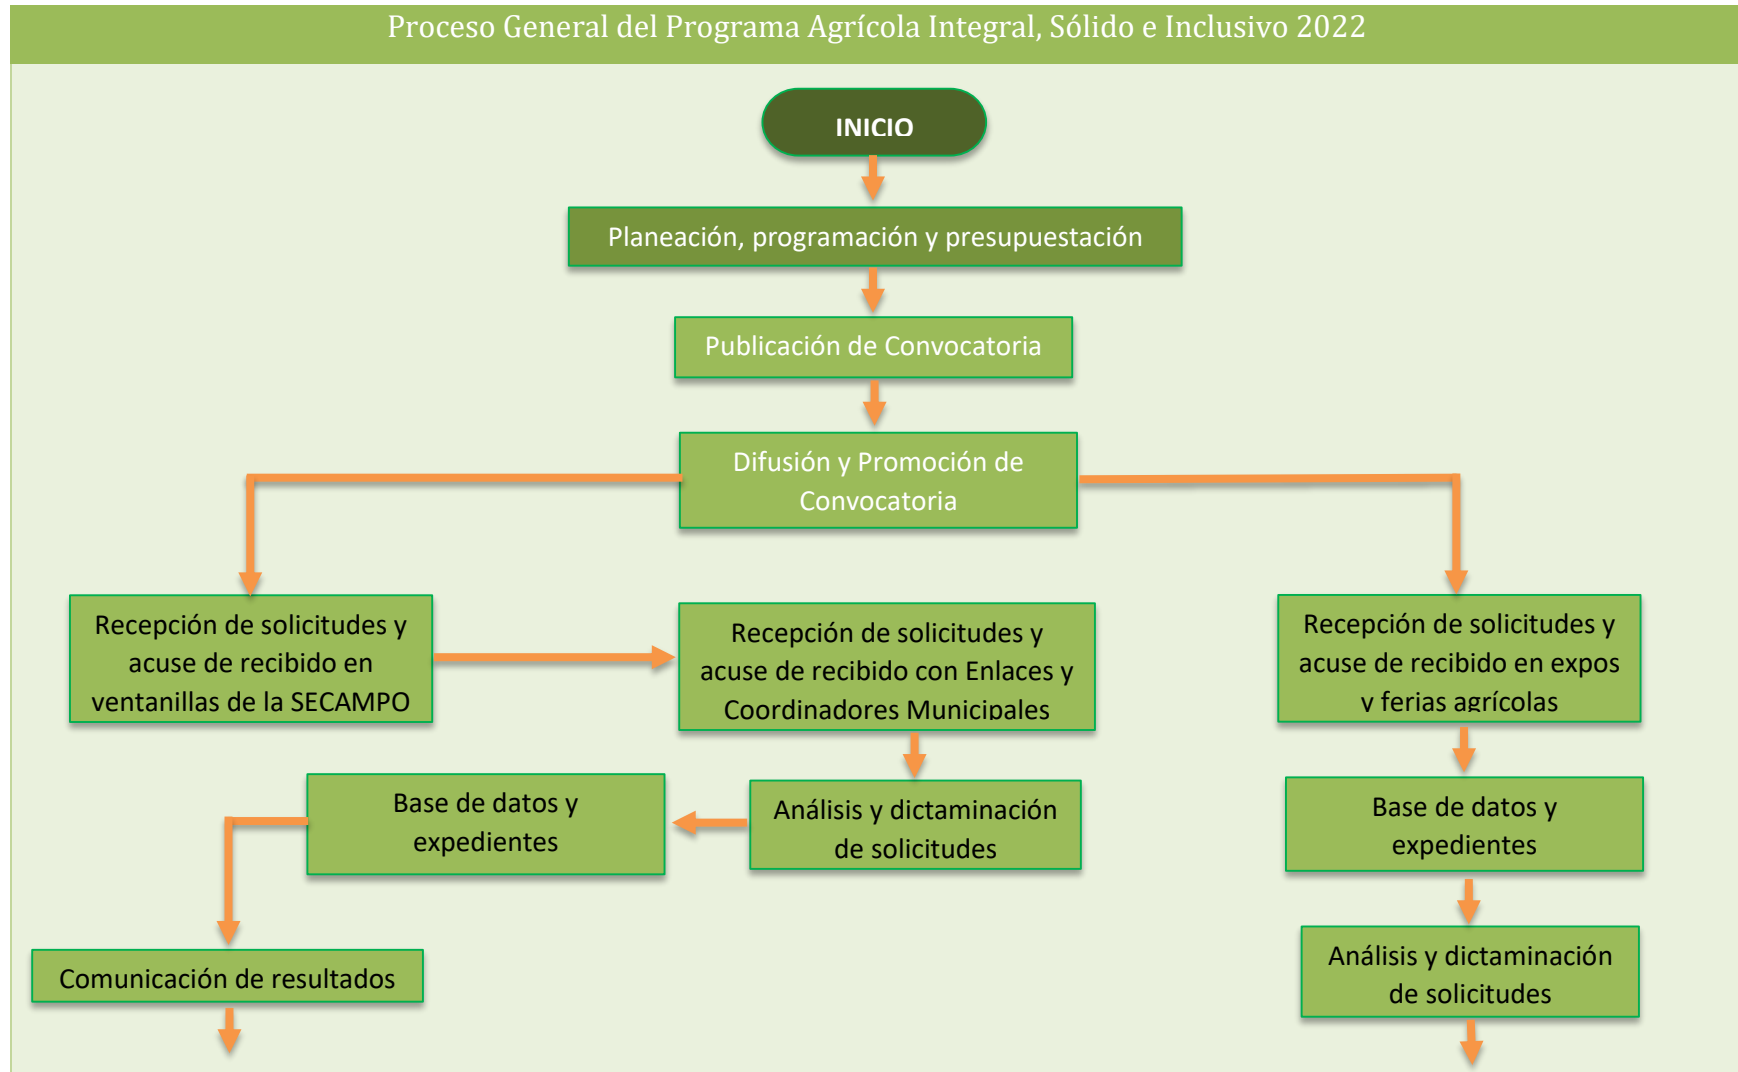 Proceso General del Programa Agrícola Integral, Sólido e Inclusivo 2022
INICIO
Planeación, programación y presupuestación
Publicación de Convocatoria
Difusión y Promoción de
Convocatoria
Recepción de solicitudes y
acuse de recibido en
ventanillas de la SECAMPO
Recepción de solicitudes y
acuse de recibido con Enlaces y
Coordinadores Municipales
Recepción de solicitudes y
acuse de recibido en expos
y ferias agrícolas
Base de datos y
expedientes
Análisis y dictaminación
de solicitudes
Base de datos y
expedientes
Comunicación de resultados
Análisis y dictaminación
de solicitudes